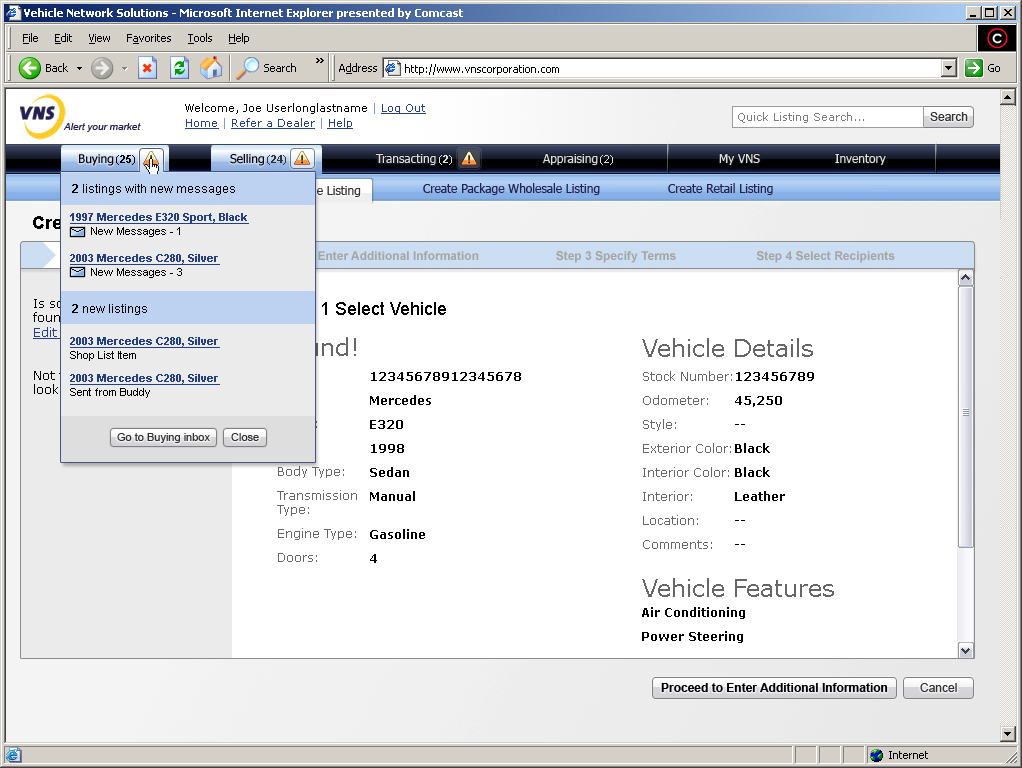 Vehicle Network Solutions - Microsoft Internet Explorer presented by Comcast
File Edit View Favorites Tools Help
Back Search » Address http://www.vnscorporation.com Go
VNS Alert your market
Welcome, Joe Userlonglastname | Log Out
Home | Refer a Dealer | Help
Quick Listing Search... Search
Buying (25) Selling (24) Transacting (2) Appraising (2) My VNS Inventory
Listing Create Package Wholesale Listing Create Retail Listing
2 listings with new messages
1997 Mercedes E320 Sport, Black
New Messages - 1
2003 Mercedes C280, Silver
New Messages - 3
2 new listings
2003 Mercedes C280, Silver
Shop List Item
2003 Mercedes C280, Silver
Sent from Buddy
Go to Buying inbox Close
Enter Additional Information Step 3 Specify Terms Step 4 Select Recipients
Is
Edit
Not
look
1 Select Vehicle
12345678912345678
Mercedes
E320
1998
Body Type: Sedan
Transmission Type: Manual
Engine Type: Gasoline
Doors: 4
Vehicle Details
Stock Number: 123456789
Odometer: 45,250
Style: --
Exterior Color: Black
Interior Color: Black
Interior: Leather
Location: --
Comments: --
Vehicle Features
Air Conditioning
Power Steering
Proceed to Enter Additional Information Cancel
Internet